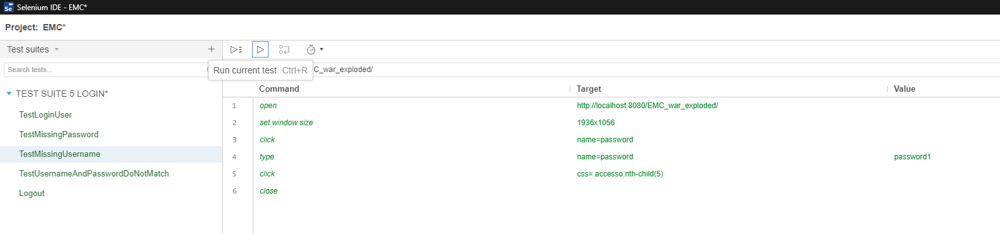 Se Selenium IDE - EMC*
Project: EMC*
Test suites
Search tests...
Run current test Ctrl+R
C_war_exploded/
TEST SUITE 5 LOGIN*
TestLoginUser
TestMissingPassword
TestMissingUsername
TestUsernameAndPasswordDoNotMatch
Logout
Command Target Value
1 open http://localhost:8080/EMC_war_exploded/
2 set window size 1936x1056
3 click name=password
4 type name=password password1
5 click css=.accesso:nth-child(5)
6 close